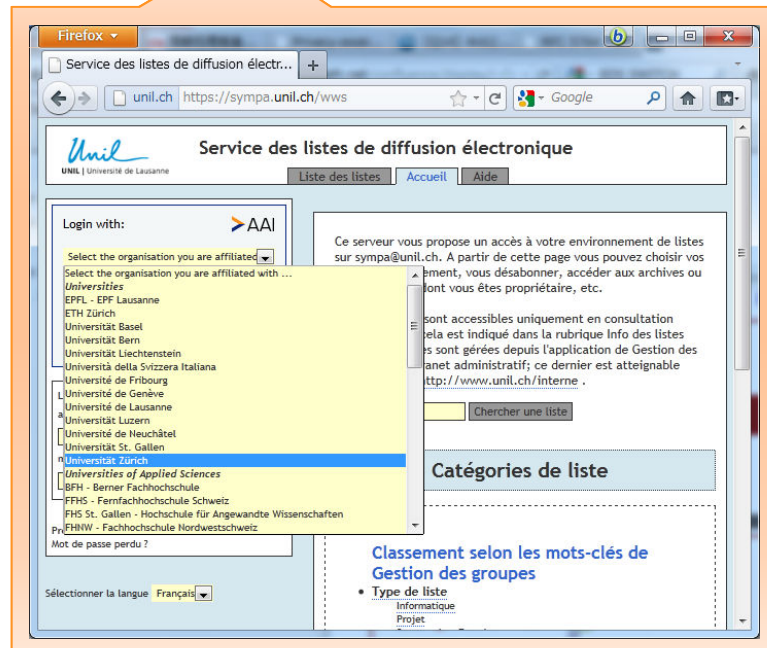 Firefox
Service des listes de diffusion électr...
unil.ch https://sympa.unil.ch/wws
Google
Unil
UNIL | Université de Lausanne
Service des listes de diffusion électronique
Liste des listes Accueil Aide
Login with:
AAI
Select the organisation you are affiliated
Select the organisation you are affiliated with ...
Universities
EPFL - EPF Lausanne
ETH Zürich
Universität Basel
Universität Bern
Universität Liechtenstein
Università della Svizzera Italiana
Université de Fribourg
Université de Genève
Université de Lausanne
Universität Luzern
Université de Neuchâtel
Universität St. Gallen
Universität Zürich
Universities of Applied Sciences
BFH - Berner Fachhochschule
FFHS - Fernfachhochschule Schweiz
FHS St. Gallen - Hochschule für Angewandte Wissenschaften
FHNW - Fachhochschule Nordwestschweiz
Mot de passe perdu ?
Sélectionner la langue Français
Ce serveur vous propose un accès à votre environnement de listes
sur sympa@unil.ch. A partir de cette page vous pouvez choisir vos
ement, vous désabonner, accéder aux archives ou
dont vous êtes propriétaire, etc.
sont accessibles uniquement en consultation
cela est indiqué dans la rubrique Info des listes
es sont gérées depuis l'application de Gestion des
ranet administratif; ce dernier est atteignable
ttp://www.unil.ch/interne .
Chercher une liste
Catégories de liste
Classement selon les mots-clés de
Gestion des groupes
Type de liste
Informatique
Projet